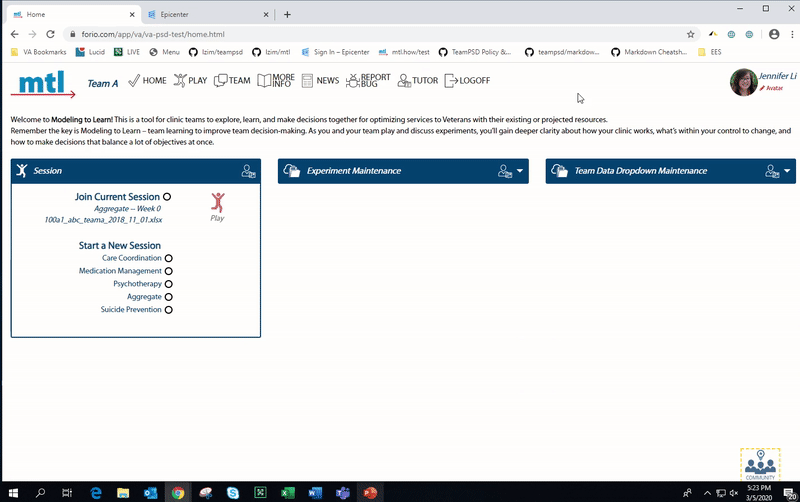 Home
Epicenter
forio.com/app/va/va-psd-test/home.html
VA Bookmarks
Lucid
LIVE
Menu
lzim/teampsd
lzim/mtl
Sign In – Epicenter
mtl.how/test
TeamPSD Policy &...
teampsd/markdow...
Markdown Cheatsh...
EES
mtl
Team A
HOME
PLAY
TEAM
MORE INFO
NEWS
REPORT BUG
TUTOR
LOGOFF
Jennifer Li
Avatar
Welcome to Modeling to Learn! This is a tool for clinic teams to explore, learn, and make decisions together for optimizing services to Veterans with their existing or projected resources.
Remember the key is Modeling to Learn – team learning to improve team decision-making. As you and your team play and discuss experiments, you'll gain deeper clarity about how your clinic works, what's within your control to change, and
how to make decisions that balance a lot of objectives at once.
Session
Experiment Maintenance
Team Data Dropdown Maintenance
Join Current Session
Aggregate -- Week 0
100a1_abc_teama_2018_11_01.xlsx
Play
Start a New Session
Care Coordination
Medication Management
Psychotherapy
Aggregate
Suicide Prevention
COMMUNITY
5:23 PM
3/5/2020
20